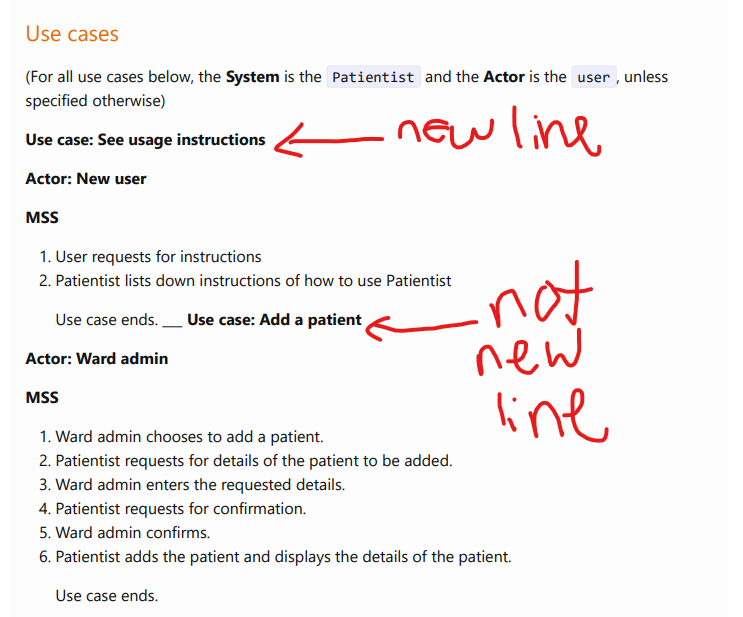 Use cases
(For all use cases below, the System is the Patientist and the Actor is the user , unless
specified otherwise)
Use case: See usage instructions
new line
Actor: New user
MSS
1. User requests for instructions
2. Patientist lists down instructions of how to use Patientist
Use case ends. ___ Use case: Add a patient
not
new
line
Actor: Ward admin
MSS
1. Ward admin chooses to add a patient.
2. Patientist requests for details of the patient to be added.
3. Ward admin enters the requested details.
4. Patientist requests for confirmation.
5. Ward admin confirms.
6. Patientist adds the patient and displays the details of the patient.
Use case ends.